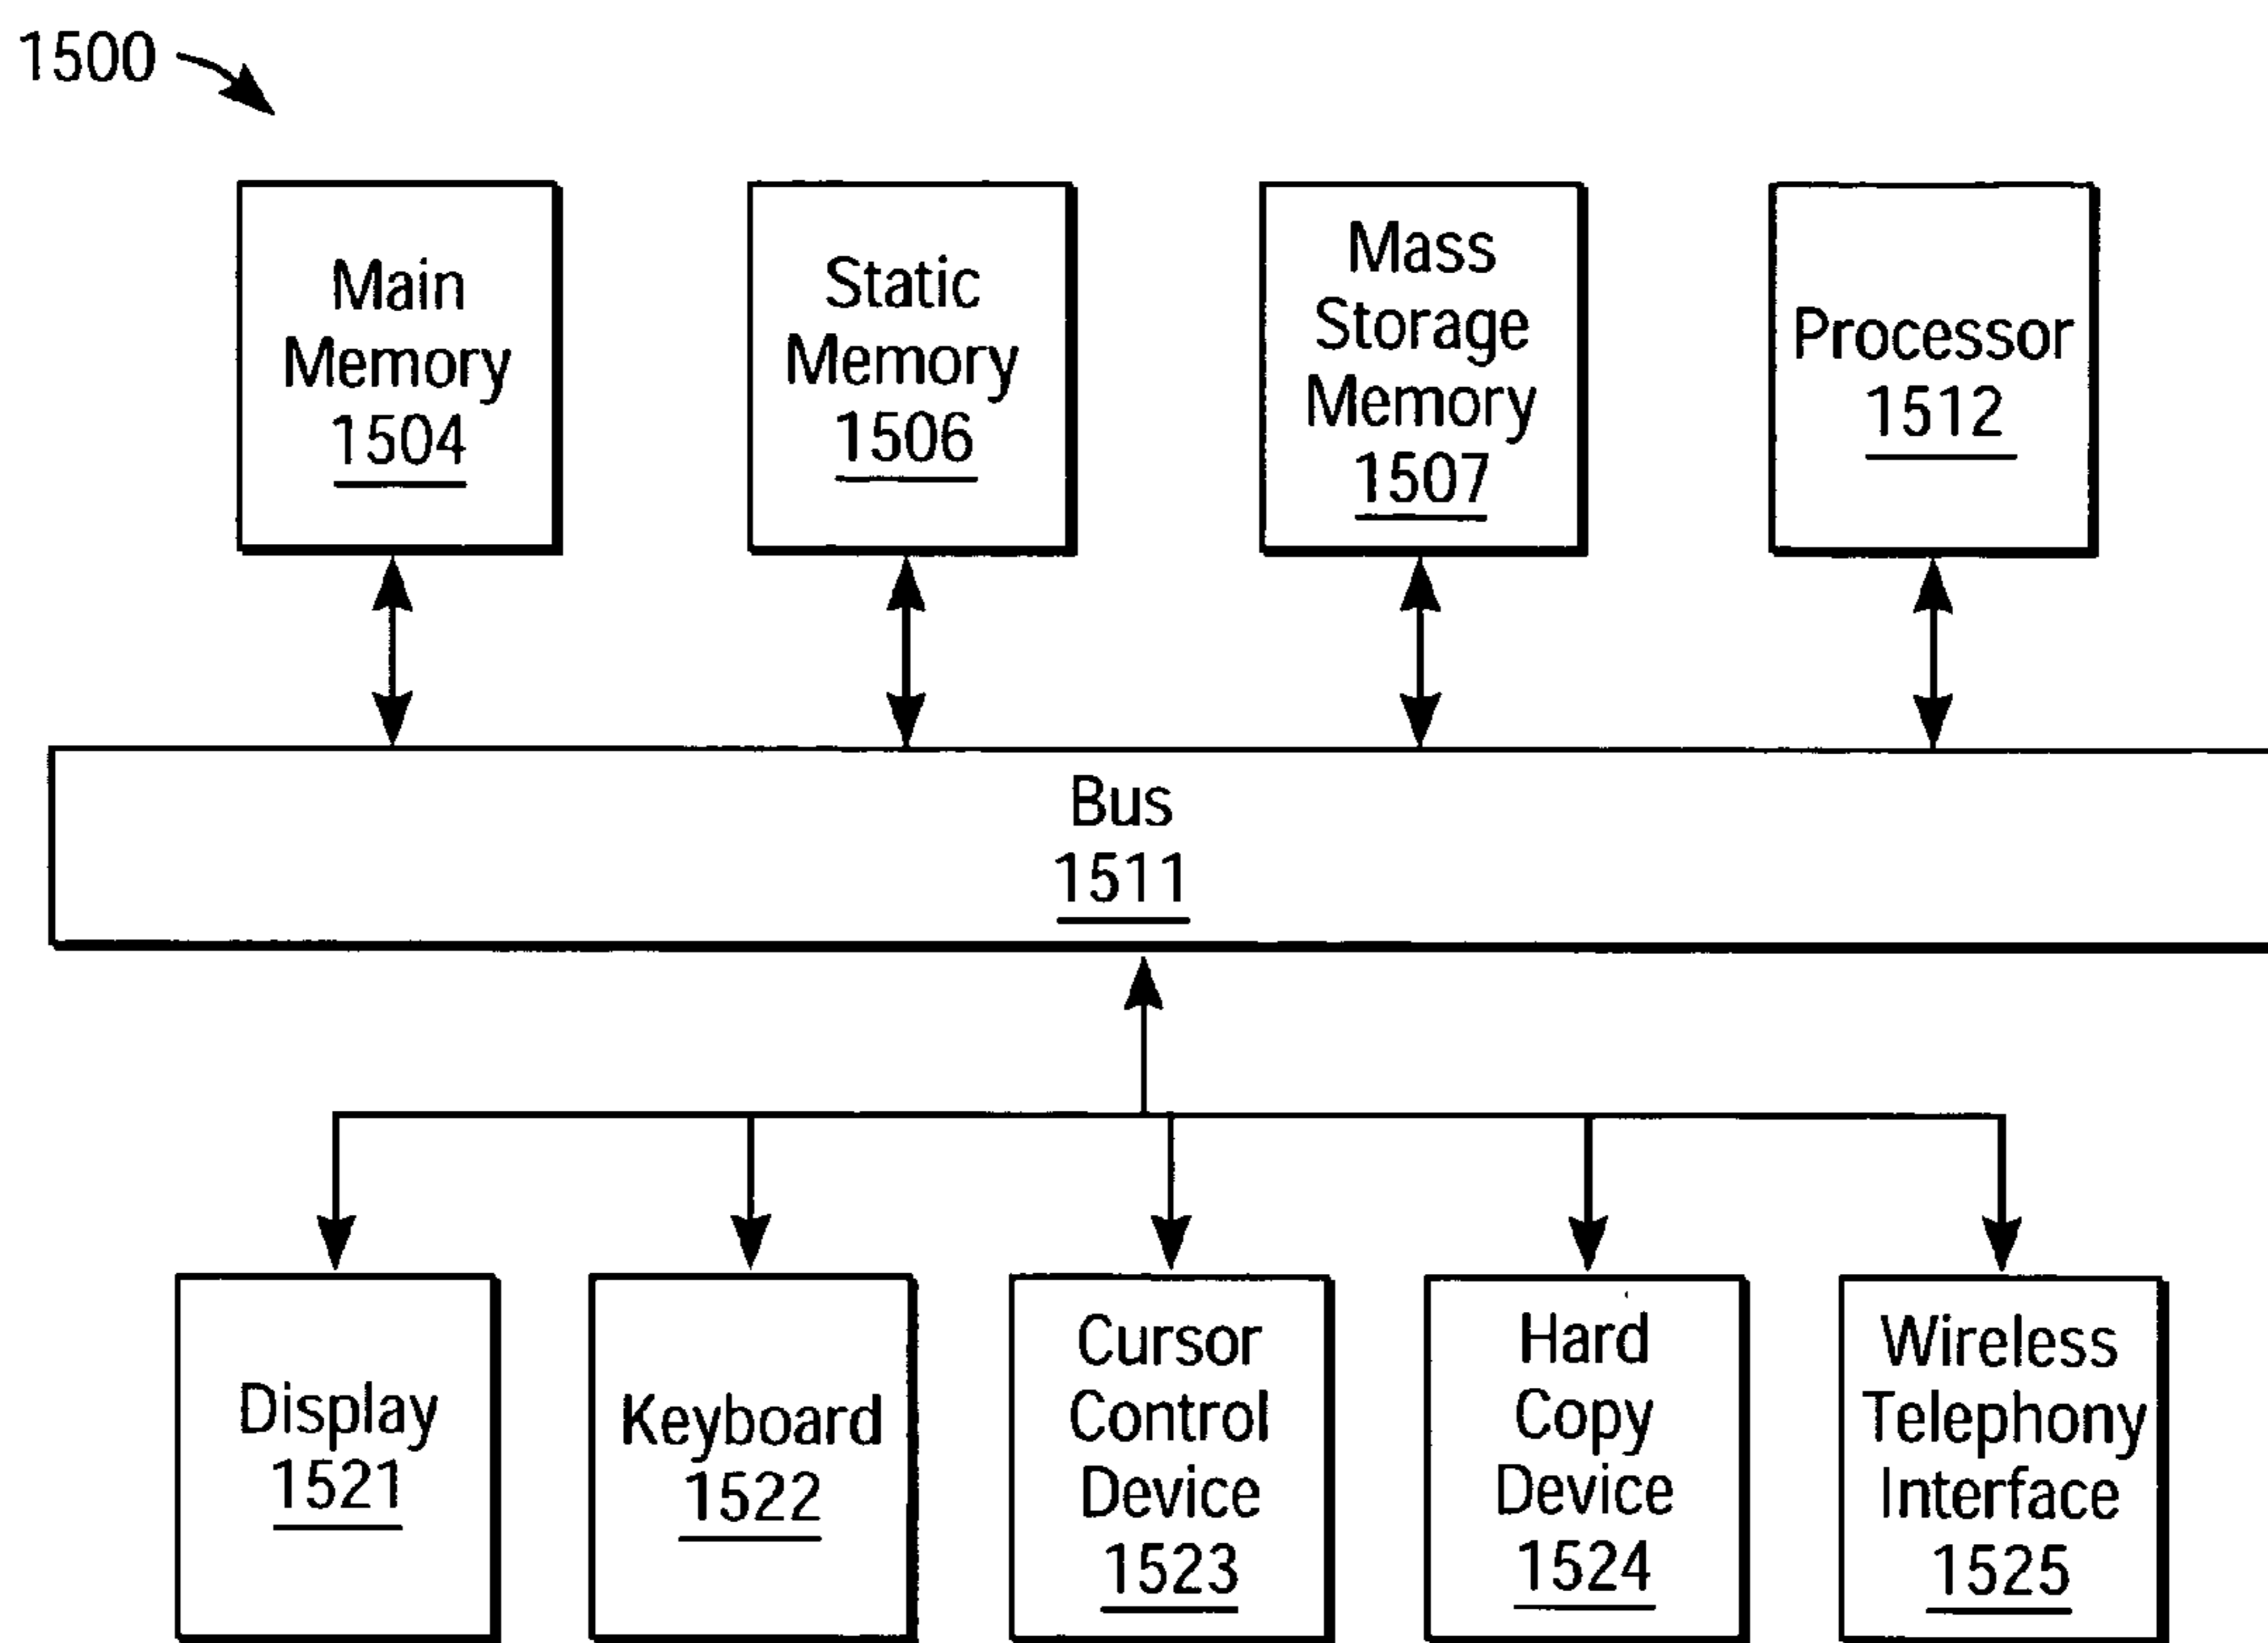 1500
Main
Memory
1504
Static
Memory
1506
Mass
Storage
Memory
1507
Processor
1512
Bus
1511
Display
1521
Keyboard
1522
Cursor
Control
Device
1523
Hard
Copy
Device
1524
Wireless
Telephony
Interface
1525